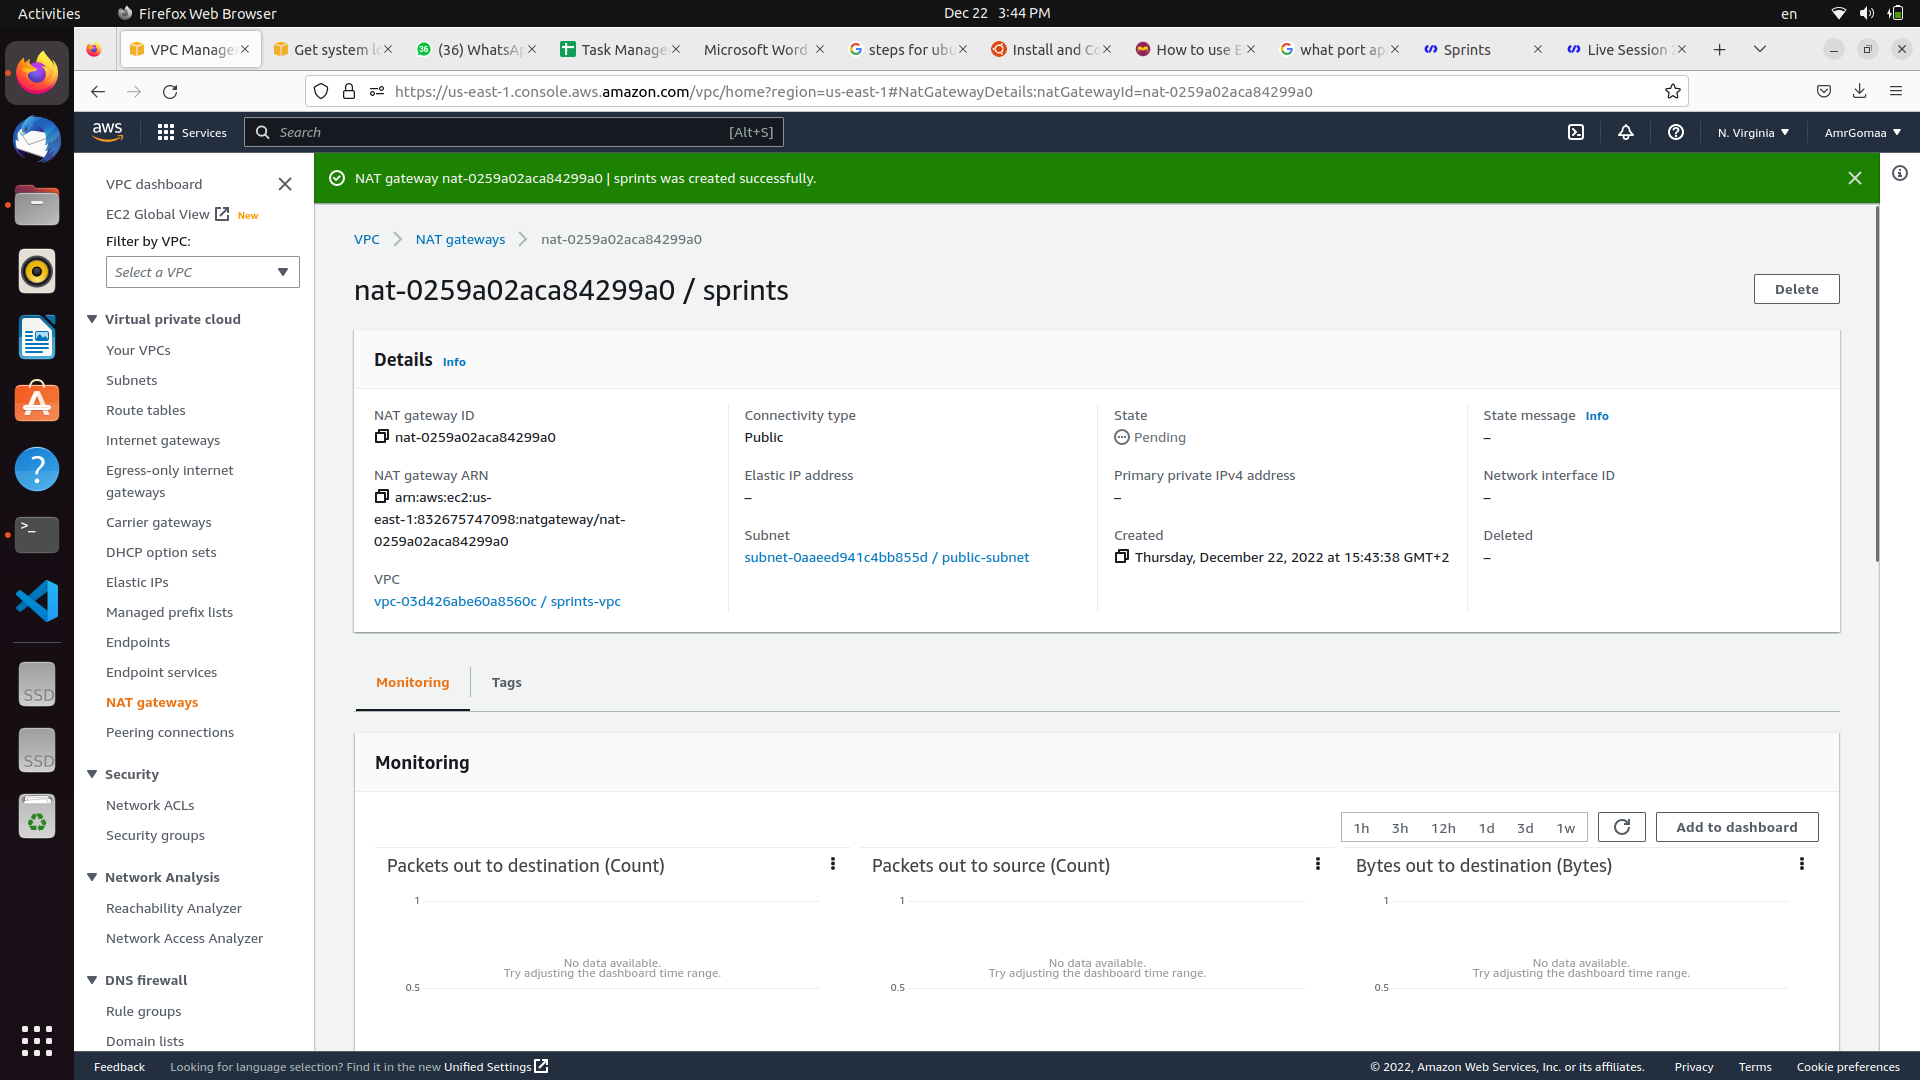 Activities
Firefox Web Browser
Dec 22 3:44 PM
en
VPC Manage
Get system l
(36) WhatsAp
Task Manage
Microsoft Word
steps for ubu
Install and Co
How to use E
what port ap
Sprints
Live Session
https://us-east-1.console.aws.amazon.com/vpc/home?region=us-east-1#NatGatewayDetails:natGatewayId=nat-0259a02aca84299a0
aws
Services
Search
[Alt+S]
N. Virginia
AmrGomaa
VPC dashboard
EC2 Global View New
Filter by VPC:
Select a VPC
Virtual private cloud
Your VPCs
Subnets
Route tables
Internet gateways
Egress-only internet
gateways
Carrier gateways
DHCP option sets
Elastic IPs
Managed prefix lists
Endpoints
Endpoint services
NAT gateways
Peering connections
Security
Network ACLs
Security groups
Network Analysis
Reachability Analyzer
Network Access Analyzer
DNS firewall
Rule groups
Domain lists
NAT gateway nat-0259a02aca84299a0 | sprints was created successfully.
VPC
NAT gateways
nat-0259a02aca84299a0
nat-0259a02aca84299a0 / sprints
Delete
Details Info
NAT gateway ID
nat-0259a02aca84299a0
NAT gateway ARN
arn:aws:ec2:us-
east-1:832675747098:natgateway/nat-
0259a02aca84299a0
VPC
vpc-03d426abe60a8560c / sprints-vpc
Connectivity type
Public
Elastic IP address
–
Subnet
subnet-0aaeed941c4bb855d / public-subnet
State
Pending
Primary private IPv4 address
–
Created
Thursday, December 22, 2022 at 15:43:38 GMT+2
State message Info
–
Network interface ID
–
Deleted
–
Monitoring
Tags
Monitoring
1h 3h 12h 1d 3d 1w
Add to dashboard
Packets out to destination (Count)
1
No data available.
Try adjusting the dashboard time range.
0.5
Packets out to source (Count)
1
No data available.
Try adjusting the dashboard time range.
0.5
Bytes out to destination (Bytes)
1
No data available.
Try adjusting the dashboard time range.
0.5
SSD
SSD
Feedback
Looking for language selection? Find it in the new Unified Settings
© 2022, Amazon Web Services, Inc. or its affiliates.
Privacy
Terms
Cookie preferences